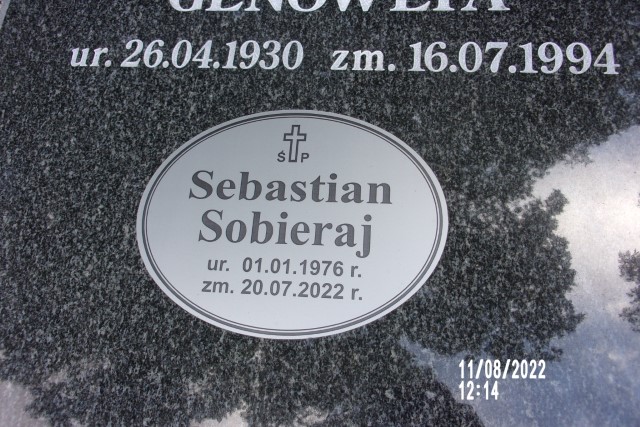 GENOWEFA
ur. 26.04.1930 zm. 16.07.1994
Ś P
Sebastian
Sobieraj
ur. 01.01.1976 r.
zm. 20.07.2022 r.
11/08/2022
12:14